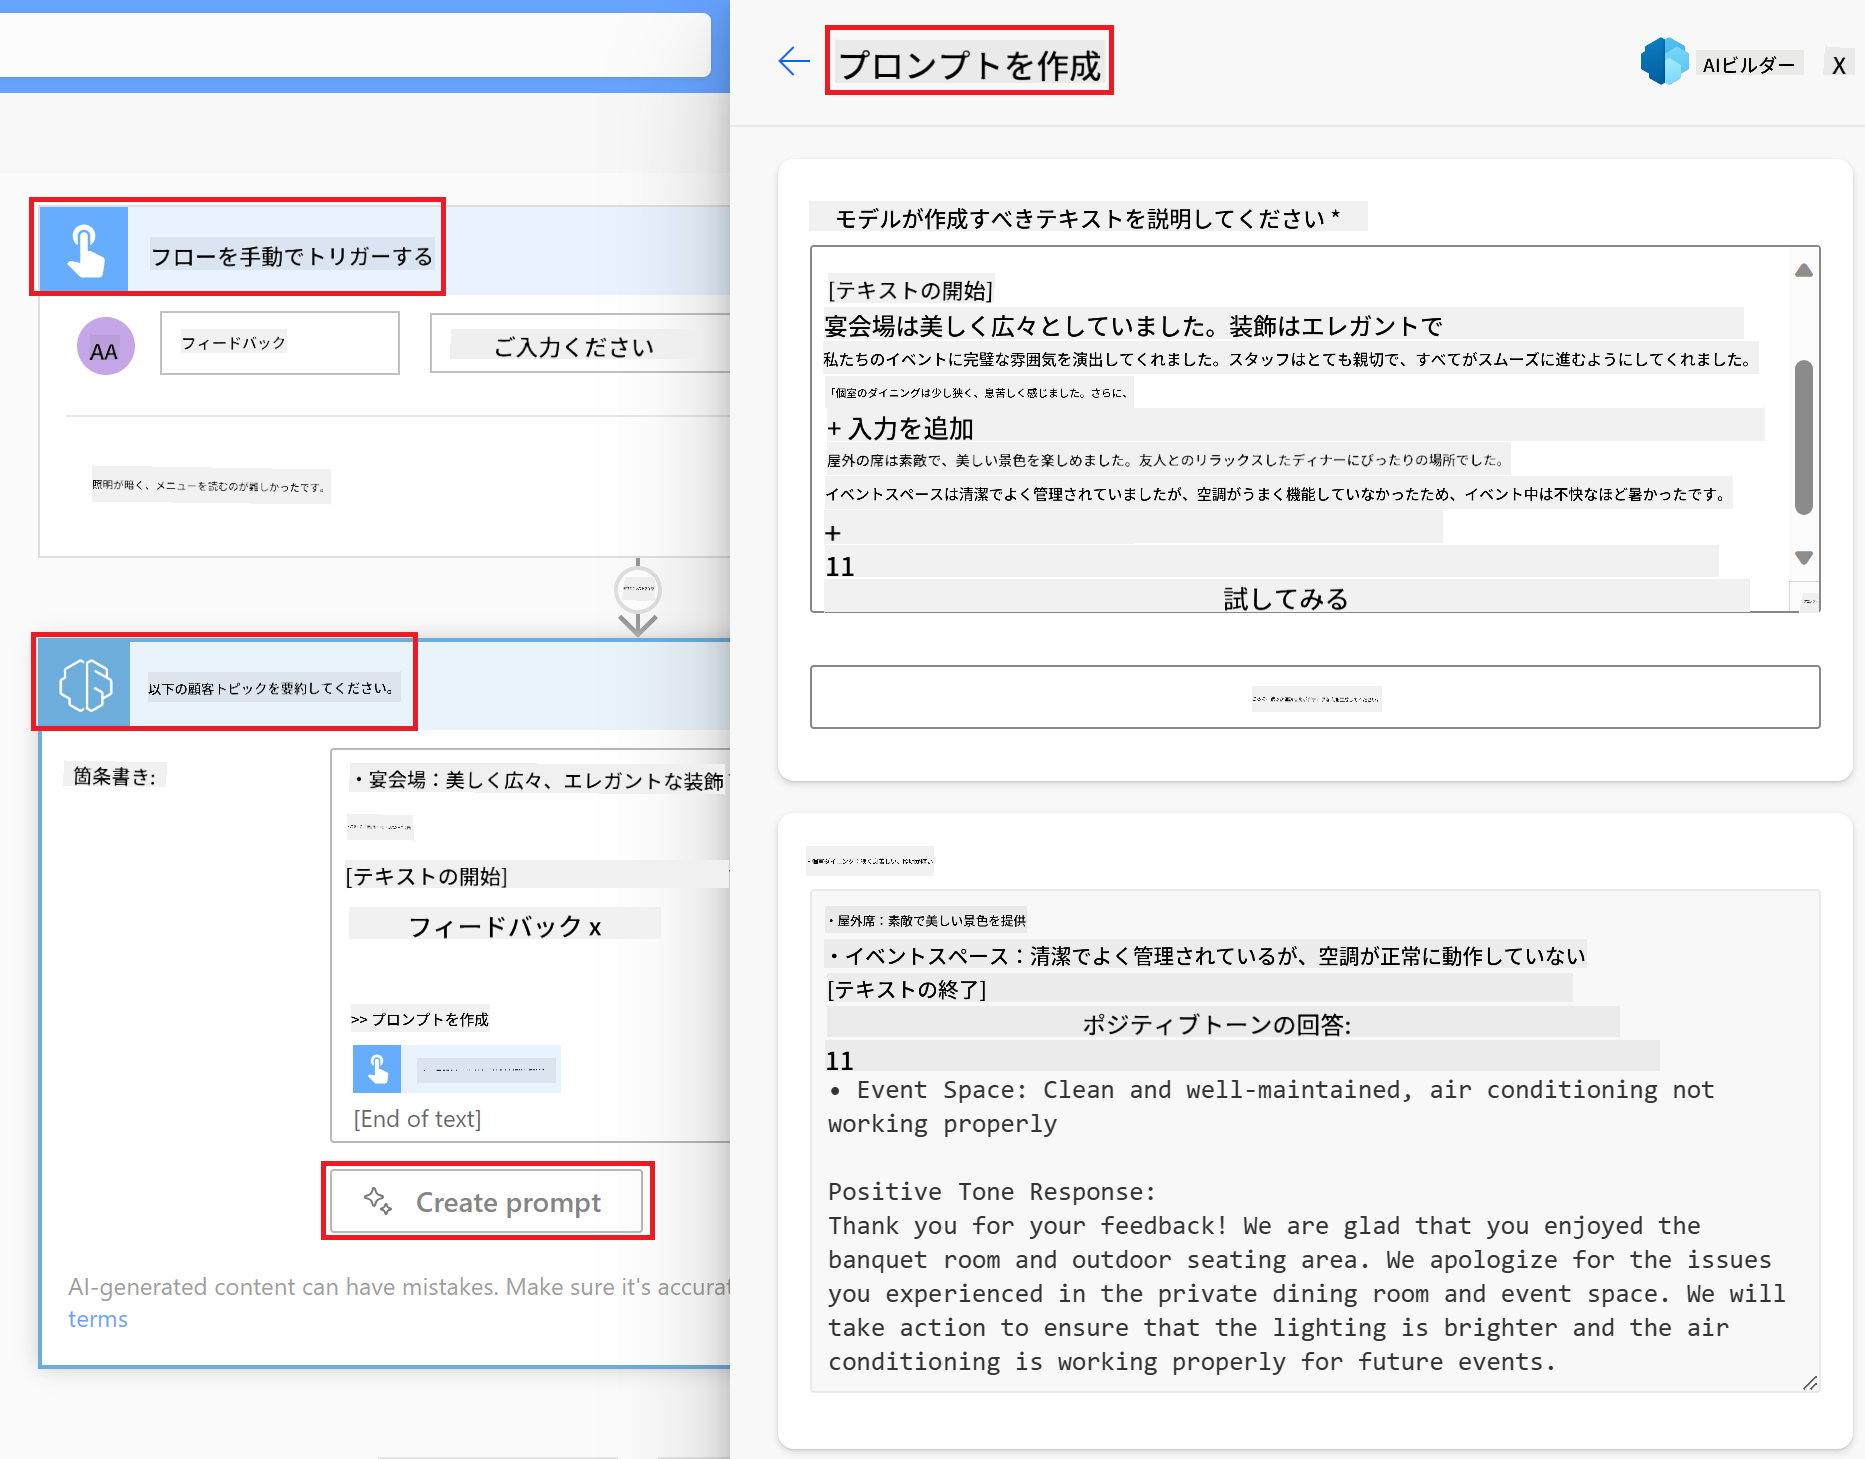 フローを手動でトリガーする
AA
フィードバック
ご入力ください
照明が暗く、メニューを読むのが難しかったです。
以下の顧客トピックを要約してください。
箇条書き:
・宴会場：美しく広々、エレガントな装飾
[テキストの開始]
フィードバック x
>> プロンプトを作成
[End of text]
Create prompt
AI-generated content can have mistakes. Make sure it's accurat
terms
プロンプトを作成
AIビルダー
X
モデルが作成すべきテキストを説明してください *
[テキストの開始]
宴会場は美しく広々としていました。装飾はエレガントで
私たちのイベントに完璧な雰囲気を演出してくれました。スタッフはとても親切で、すべてがスムーズに進むようにしてくれました。
「個室のダイニングは少し狭く、息苦しく感じました。さらに、
+ 入力を追加
屋外の席は素敵で、美しい景色を楽しめました。友人とのリラックスしたディナーにぴったりの場所でした。
イベントスペースは清潔でよく管理されていましたが、空調がうまく機能していなかったため、イベント中は不快なほど暑かったです。
+
11
試してみる
・個室ダイニング：狭く息苦しい、照明が暗い
・屋外席：素敵で美しい景色を提供
・イベントスペース：清潔でよく管理されているが、空調が正常に動作していない
[テキストの終了]
ポジティブトーンの回答:
11
• Event Space: Clean and well-maintained, air conditioning not
working properly
Positive Tone Response:
Thank you for your feedback! We are glad that you enjoyed the
banquet room and outdoor seating area. We apologize for the issues
you experienced in the private dining room and event space. We will
take action to ensure that the lighting is brighter and the air
conditioning is working properly for future events.